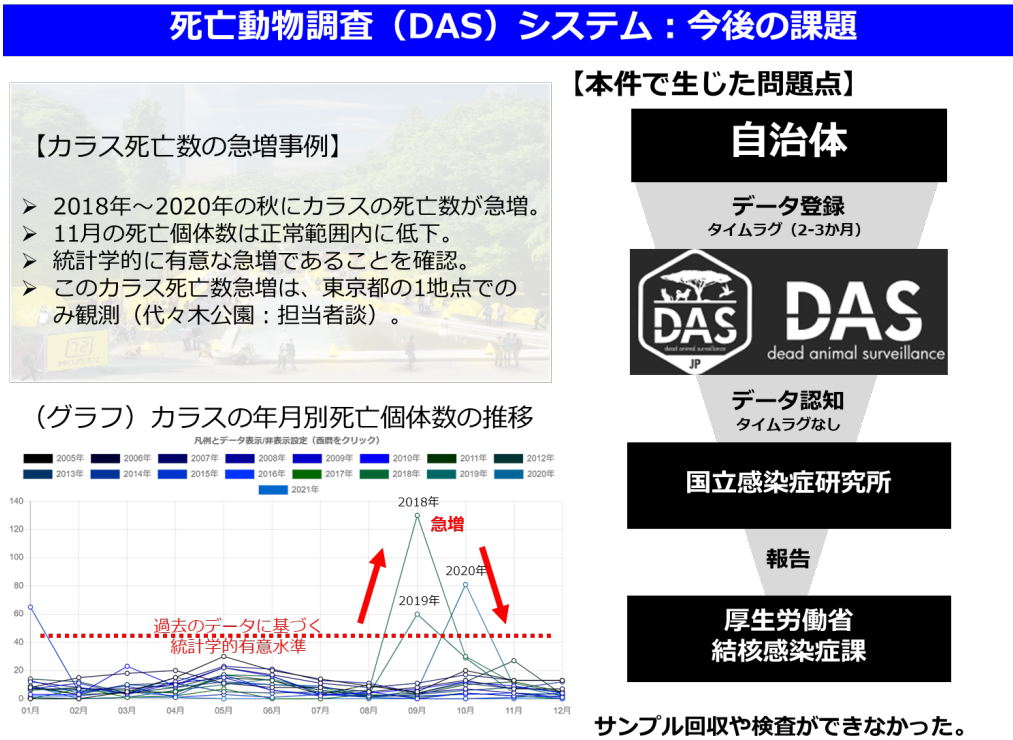 死亡動物調査（DAS）システム：今後の課題
【カラス死亡数の急増事例】
➢ 2018年～2020年の秋にカラスの死亡数が急増。
➢ 11月の死亡個体数は正常範囲内に低下。
➢ 統計学的に有意な急増であることを確認。
➢ このカラス死亡数急増は、東京都の1地点での
み観測（代々木公園：担当者談）。
（グラフ）カラスの年月別死亡個体数の推移
凡例とデータ表示/非表示設定（西暦をクリック）
2005年 2006年 2007年 2008年 2009年 2010年 2011年 2012年
2013年 2014年 2015年 2016年 2017年 2018年 2019年 2020年
2021年
140
120
100
80
60
40
20
0
2018年
急増
2020年
2019年
過去のデータに基づく
統計学的有意水準
01月 02月 03月 04月 05月 06月 07月 08月 09月 10月 11月 12月
【本件で生じた問題点】
自治体
データ登録
タイムラグ（2-3か月）
DAS
dead animal surveillance
JP
DAS
dead animal surveillance
データ認知
タイムラグなし
国立感染症研究所
報告
厚生労働省
結核感染症課
サンプル回収や検査ができなかった。